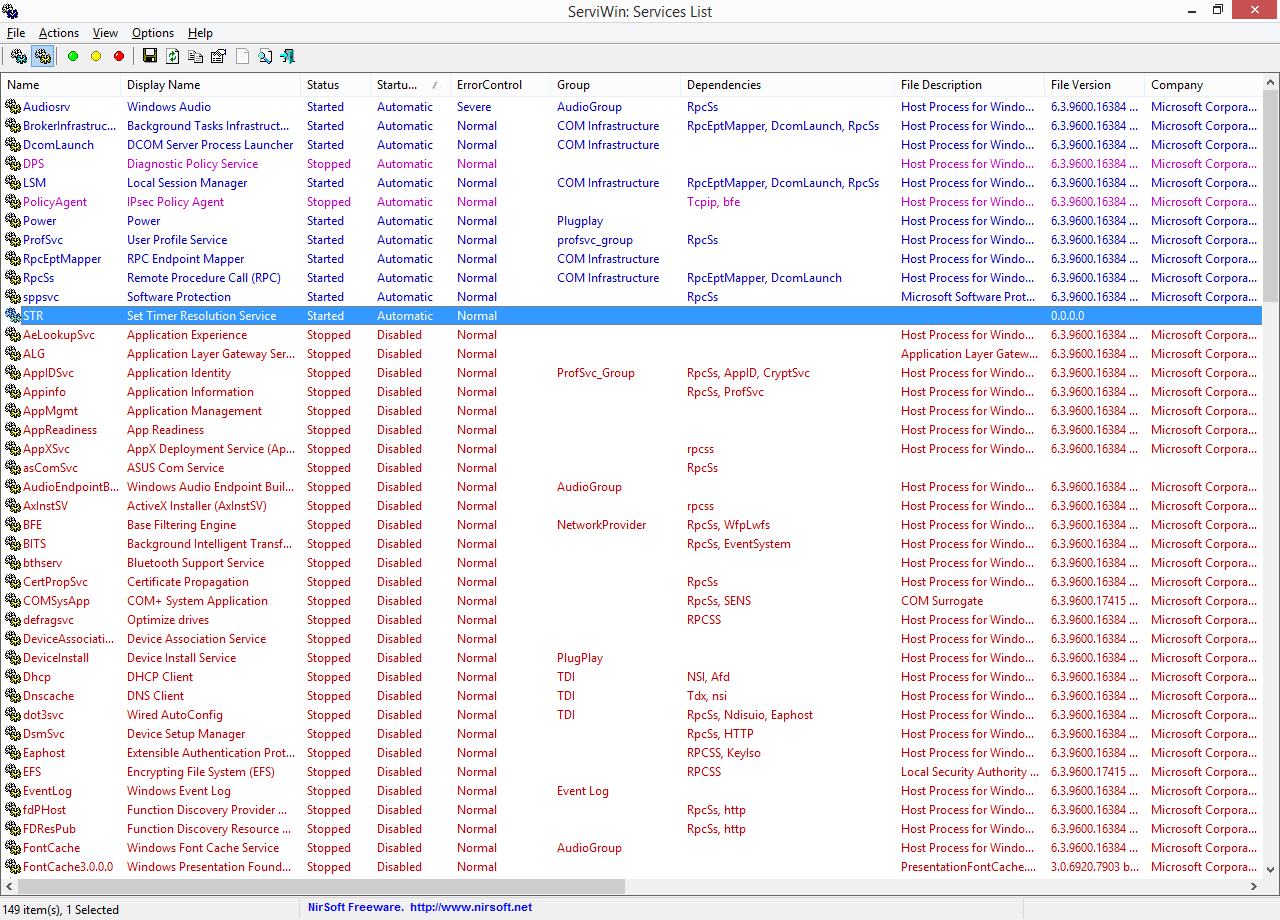 ServiWin: Services List
File Actions View Options Help
Name Display Name Status Startu... ErrorControl Group Dependencies File Description File Version Company
Audiosrv Windows Audio Started Automatic Severe AudioGroup RpcSs Host Process for Windo... 6.3.9600.16384 ... Microsoft Corpora...
BrokerInfrastruc... Background Tasks Infrastruct... Started Automatic Normal COM Infrastructure RpcEptMapper, DcomLaunch, RpcSs Host Process for Windo... 6.3.9600.16384 ... Microsoft Corpora...
DcomLaunch DCOM Server Process Launcher Started Automatic Normal COM Infrastructure Host Process for Windo... 6.3.9600.16384 ... Microsoft Corpora...
DPS Diagnostic Policy Service Stopped Automatic Normal Host Process for Windo... 6.3.9600.16384 ... Microsoft Corpora...
LSM Local Session Manager Started Automatic Normal COM Infrastructure RpcEptMapper, DcomLaunch, RpcSs Host Process for Windo... 6.3.9600.16384 ... Microsoft Corpora...
PolicyAgent IPsec Policy Agent Stopped Automatic Normal Tcpip, bfe Host Process for Windo... 6.3.9600.16384 ... Microsoft Corpora...
Power Power Started Automatic Normal Plugplay Host Process for Windo... 6.3.9600.16384 ... Microsoft Corpora...
ProfSvc User Profile Service Started Automatic Normal profsvc_group RpcSs Host Process for Windo... 6.3.9600.16384 ... Microsoft Corpora...
RpcEptMapper RPC Endpoint Mapper Started Automatic Normal COM Infrastructure Host Process for Windo... 6.3.9600.16384 ... Microsoft Corpora...
RpcSs Remote Procedure Call (RPC) Started Automatic Normal COM Infrastructure RpcEptMapper, DcomLaunch Host Process for Windo... 6.3.9600.16384 ... Microsoft Corpora...
sppsvc Software Protection Started Automatic Normal RpcSs Microsoft Software Prot... 6.3.9600.16384 ... Microsoft Corpora...
STR Set Timer Resolution Service Started Automatic Normal 0.0.0.0
AeLookupSvc Application Experience Stopped Disabled Normal Host Process for Windo... 6.3.9600.16384 ... Microsoft Corpora...
ALG Application Layer Gateway Ser... Stopped Disabled Normal Application Layer Gatew... 6.3.9600.16384 ... Microsoft Corpora...
AppIDSvc Application Identity Stopped Disabled Normal ProfSvc_Group RpcSs, AppID, CryptSvc Host Process for Windo... 6.3.9600.16384 ... Microsoft Corpora...
Appinfo Application Information Stopped Disabled Normal RpcSs, ProfSvc Host Process for Windo... 6.3.9600.16384 ... Microsoft Corpora...
AppMgmt Application Management Stopped Disabled Normal Host Process for Windo... 6.3.9600.16384 ... Microsoft Corpora...
AppReadiness App Readiness Stopped Disabled Normal Host Process for Windo... 6.3.9600.16384 ... Microsoft Corpora...
AppXSvc AppX Deployment Service (Ap... Stopped Disabled Normal rpcss Host Process for Windo... 6.3.9600.16384 ... Microsoft Corpora...
asComSvc ASUS Com Service Stopped Disabled Normal RpcSs
AudioEndpointB... Windows Audio Endpoint Buil... Stopped Disabled Normal AudioGroup Host Process for Windo... 6.3.9600.16384 ... Microsoft Corpora...
AxInstSV ActiveX Installer (AxInstSV) Stopped Disabled Normal rpcss Host Process for Windo... 6.3.9600.16384 ... Microsoft Corpora...
BFE Base Filtering Engine Stopped Disabled Normal NetworkProvider RpcSs, WfpLwfs Host Process for Windo... 6.3.9600.16384 ... Microsoft Corpora...
BITS Background Intelligent Transf... Stopped Disabled Normal RpcSs, EventSystem Host Process for Windo... 6.3.9600.16384 ... Microsoft Corpora...
bthserv Bluetooth Support Service Stopped Disabled Normal Host Process for Windo... 6.3.9600.16384 ... Microsoft Corpora...
CertPropSvc Certificate Propagation Stopped Disabled Normal RpcSs Host Process for Windo... 6.3.9600.16384 ... Microsoft Corpora...
COMSysApp COM+ System Application Stopped Disabled Normal RpcSs, SENS COM Surrogate 6.3.9600.17415 ... Microsoft Corpora...
defragsvc Optimize drives Stopped Disabled Normal RPCSS Host Process for Windo... 6.3.9600.16384 ... Microsoft Corpora...
DeviceAssociati... Device Association Service Stopped Disabled Normal Host Process for Windo... 6.3.9600.16384 ... Microsoft Corpora...
DeviceInstall Device Install Service Stopped Disabled Normal PlugPlay Host Process for Windo... 6.3.9600.16384 ... Microsoft Corpora...
Dhcp DHCP Client Stopped Disabled Normal TDI NSI, Afd Host Process for Windo... 6.3.9600.16384 ... Microsoft Corpora...
Dnscache DNS Client Stopped Disabled Normal TDI Tdx, nsi Host Process for Windo... 6.3.9600.16384 ... Microsoft Corpora...
dot3svc Wired AutoConfig Stopped Disabled Normal TDI RpcSs, Ndisuio, Eaphost Host Process for Windo... 6.3.9600.16384 ... Microsoft Corpora...
DsmSvc Device Setup Manager Stopped Disabled Normal RpcSs, HTTP Host Process for Windo... 6.3.9600.16384 ... Microsoft Corpora...
Eaphost Extensible Authentication Prot... Stopped Disabled Normal RPCSS, KeyIso Host Process for Windo... 6.3.9600.16384 ... Microsoft Corpora...
EFS Encrypting File System (EFS) Stopped Disabled Normal RPCSS Local Security Authority ... 6.3.9600.17415 ... Microsoft Corpora...
EventLog Windows Event Log Stopped Disabled Normal Event Log Host Process for Windo... 6.3.9600.16384 ... Microsoft Corpora...
fdPHost Function Discovery Provider ... Stopped Disabled Normal RpcSs, http Host Process for Windo... 6.3.9600.16384 ... Microsoft Corpora...
FDResPub Function Discovery Resource ... Stopped Disabled Normal RpcSs, http Host Process for Windo... 6.3.9600.16384 ... Microsoft Corpora...
FontCache Windows Font Cache Service Stopped Disabled Normal AudioGroup Host Process for Windo... 6.3.9600.16384 ... Microsoft Corpora...
FontCache3.0.0.0 Windows Presentation Found... Stopped Disabled Normal PresentationFontCache.... 3.0.6920.7903 b... Microsoft Corpora...
149 item(s), 1 Selected NirSoft Freeware. http://www.nirsoft.net